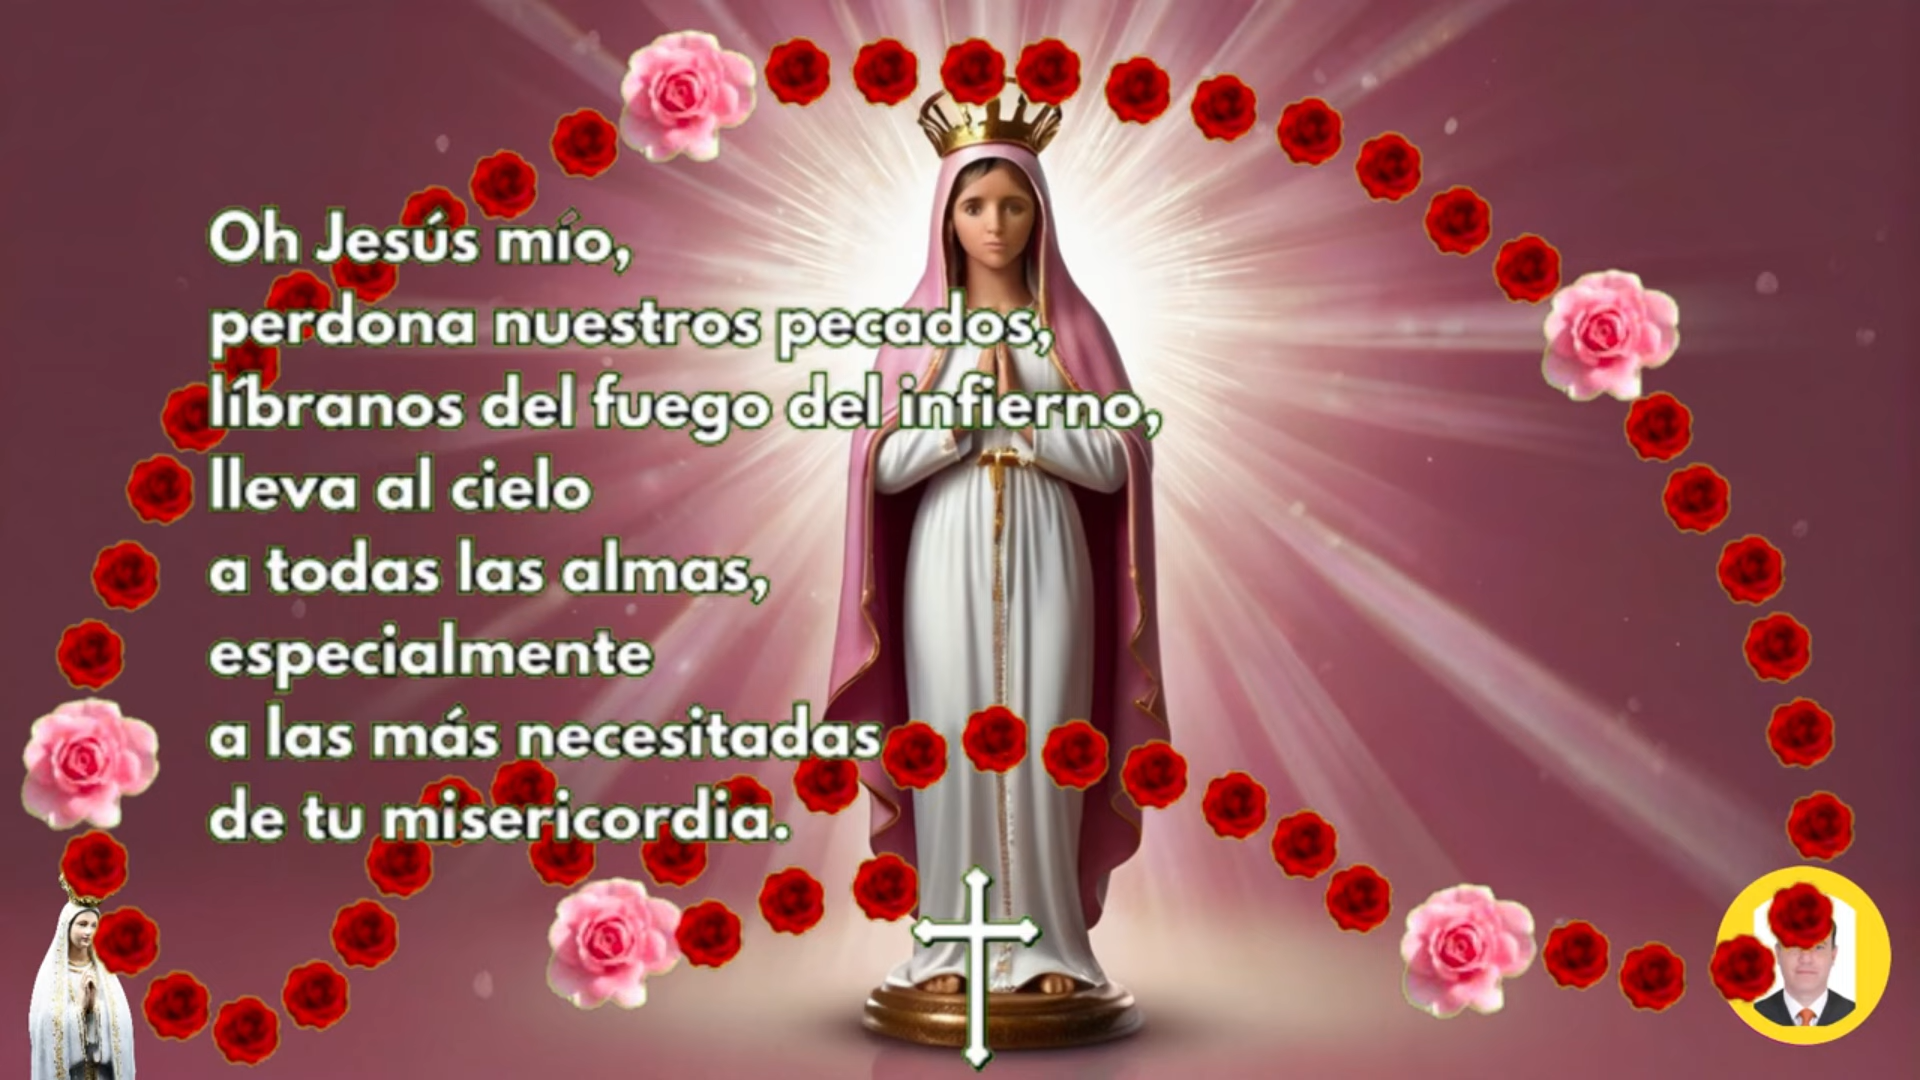 Oh Jesús mío,
perdona nuestros pecados,
líbranos del fuego del infierno,
lleva al cielo
a todas las almas,
especialmente
a las más necesitadas
de tu misericordia.